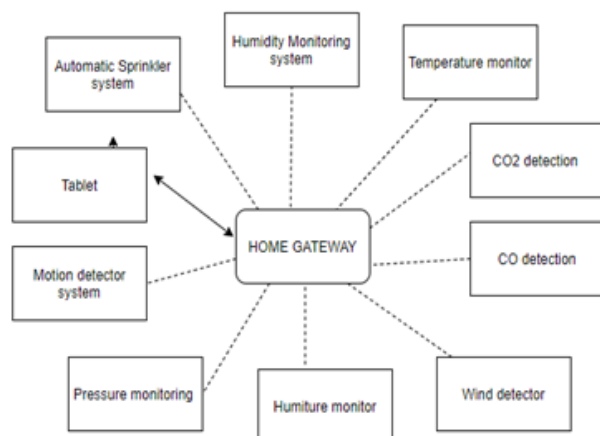 Humidity Monitoring
system
Automatic Sprinkler
system
Temperature monitor
CO2 detection
Tablet
HOME GATEWAY
CO detection
Motion detector
system
Pressure monitoring
Humiture monitor
Wind detector